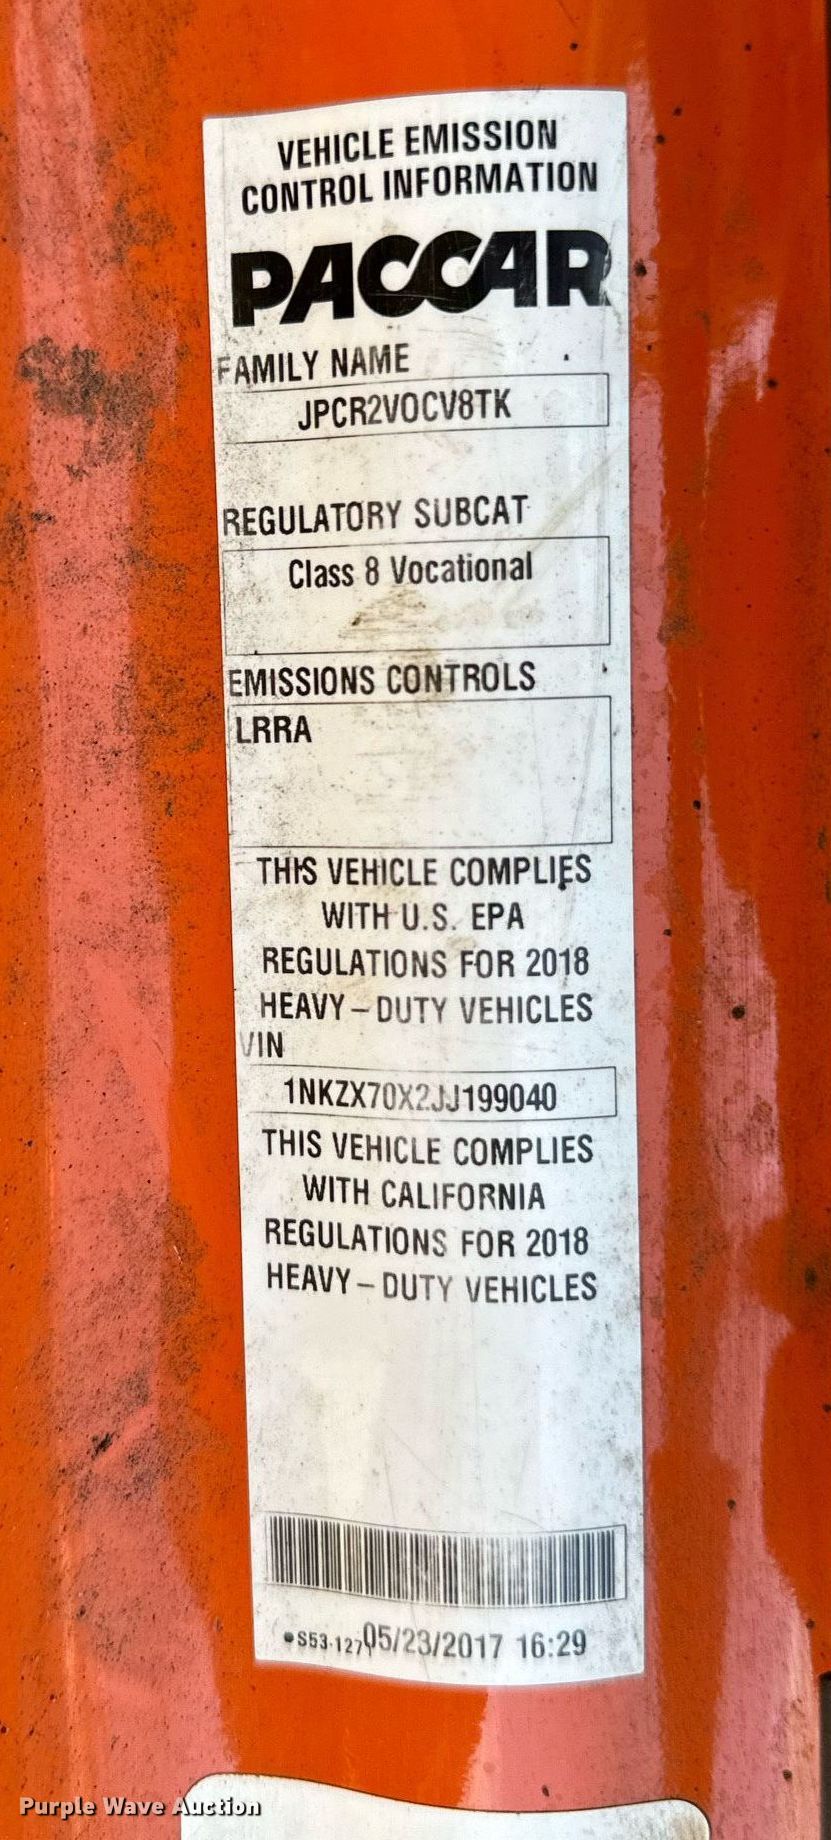 VEHICLE EMISSION
CONTROL INFORMATION
PACCAR
FAMILY NAME
JPCR2VOCV8TK
REGULATORY SUBCAT
Class 8 Vocational
EMISSIONS CONTROLS
LRRA
THIS VEHICLE COMPLIES
WITH U.S. EPA
REGULATIONS FOR 2018
HEAVY-DUTY VEHICLES
VIN
1NKZX70X2JJ199040
THIS VEHICLE COMPLIES
WITH CALIFORNIA
REGULATIONS FOR 2018
HEAVY-DUTY VEHICLES
05/23/2017 16:29
Purple Wave Auction